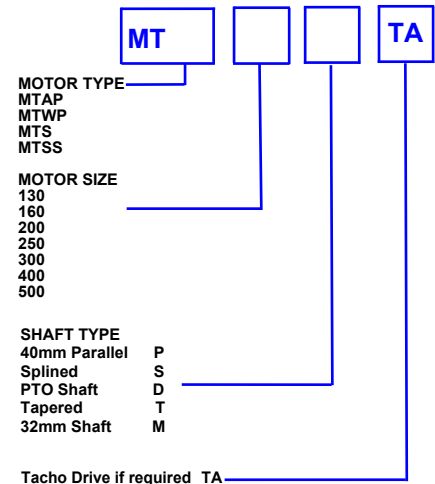 MT TA
MOTOR TYPE
MTAP
MTWP
MTS
MTSS
MOTOR SIZE
130
160
200
250
300
400
500
SHAFT TYPE
40mm Parallel P
Splined S
PTO Shaft D
Tapered T
32mm Shaft M
Tacho Drive if required TA